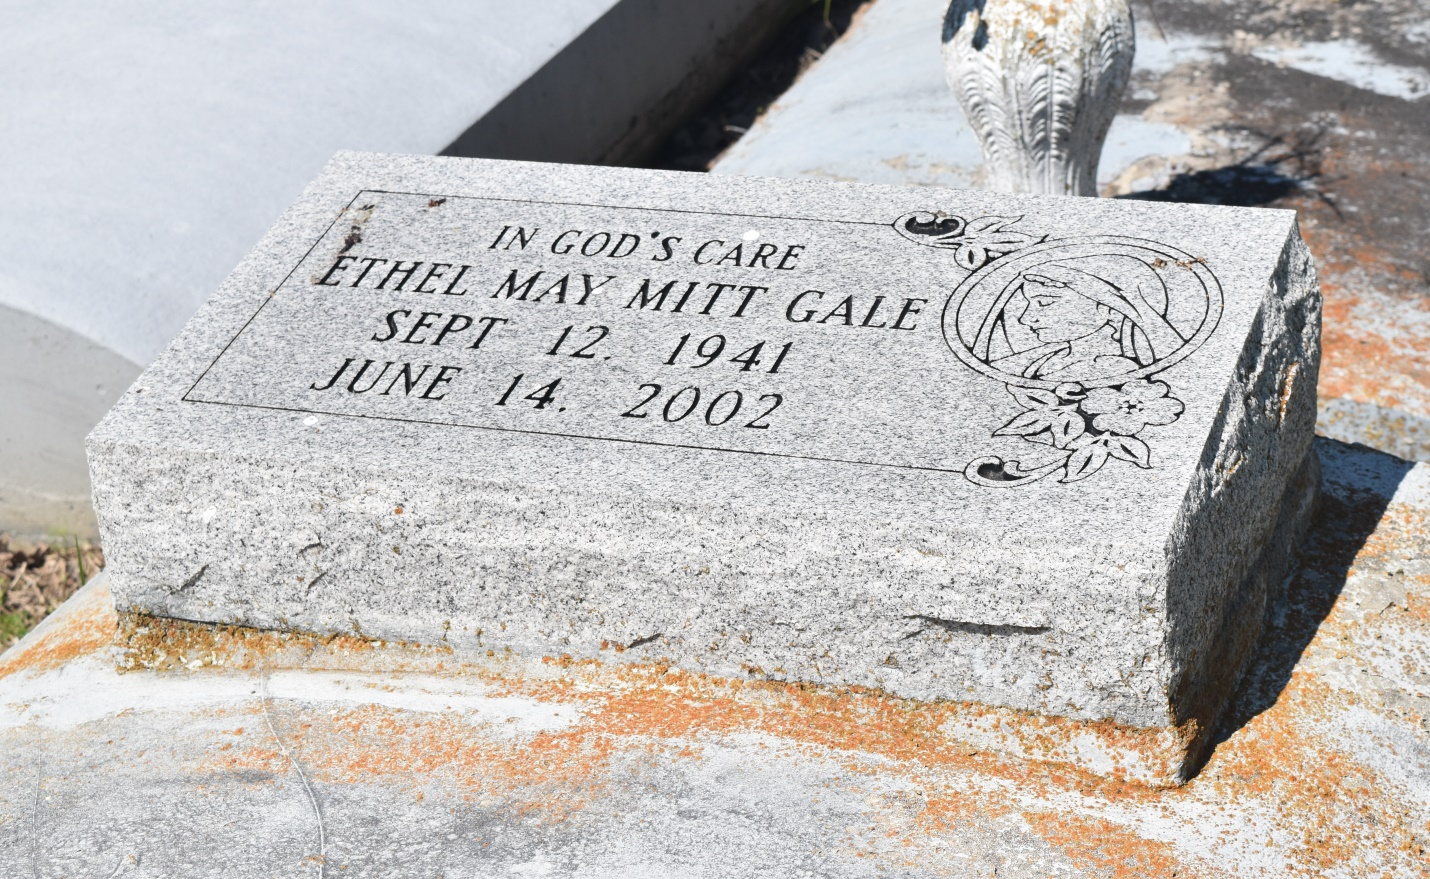 IN GOD'S CARE
ETHEL MAY MITT GALE
SEPT 12. 1941
JUNE 14. 2002